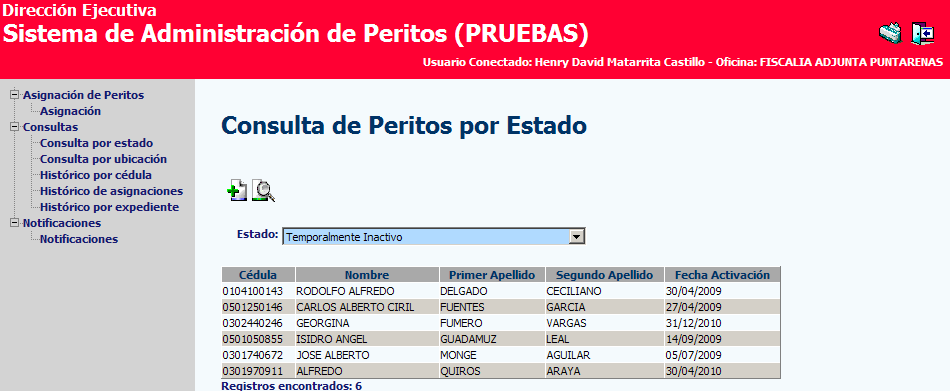 Dirección Ejecutiva
Sistema de Administración de Peritos (PRUEBAS)
Usuario Conectado: Henry David Matarrita Castillo - Oficina: FISCALIA ADJUNTA PUNTARENAS
Asignación de Peritos
Asignación
Consultas
Consulta por estado
Consulta por ubicación
Histórico por cédula
Histórico de asignaciones
Histórico por expediente
Notificaciones
Notificaciones
Consulta de Peritos por Estado
Estado: Temporalmente Inactivo
Cédula Nombre Primer Apellido Segundo Apellido Fecha Activación
0104100143 RODOLFO ALFREDO DELGADO CECILIANO 30/04/2009
0501250146 CARLOS ALBERTO CIRIL FUENTES GARCIA 27/04/2009
0302440246 GEORGINA FUMERO VARGAS 31/12/2010
0501050855 ISIDRO ANGEL GUADAMUZ LEAL 14/09/2009
0301740672 JOSE ALBERTO MONGE AGUILAR 05/07/2009
0301970911 ALFREDO QUIROS ARAYA 30/04/2010
Registros encontrados: 6